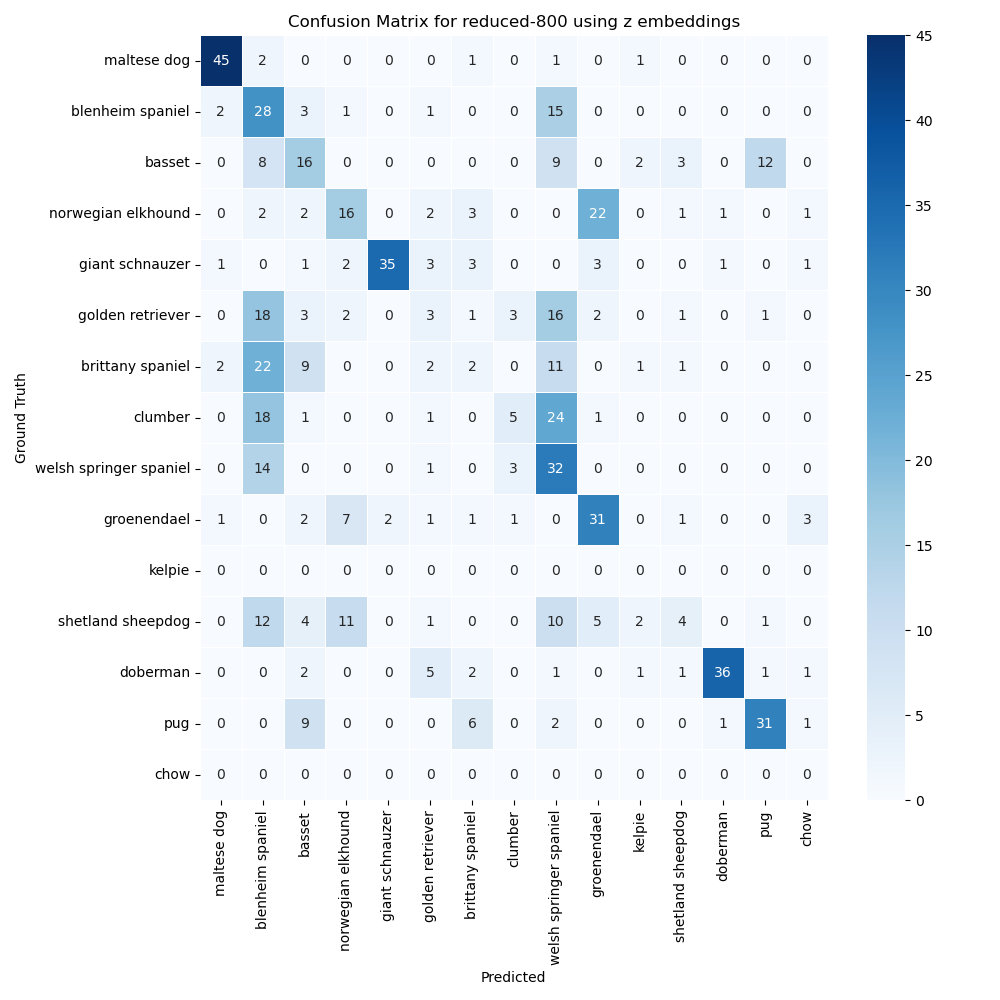 Confusion Matrix for reduced-800 using z embeddings
maltese dog 45 2 0 0 0 0 1 0 1 0 1 0 0 0 0
blenheim spaniel 2 28 3 1 0 1 0 0 15 0 0 0 0 0 0
basset 0 8 16 0 0 0 0 0 9 0 2 3 0 12 0
norwegian elkhound 0 2 2 16 0 2 3 0 0 22 0 1 1 0 1
giant schnauzer 1 0 1 2 35 3 3 0 0 3 0 0 1 0 1
golden retriever 0 18 3 2 0 3 1 3 16 2 0 1 0 1 0
brittany spaniel 2 22 9 0 0 2 2 0 11 0 1 1 0 0 0
clumber 0 18 1 0 0 1 0 5 24 1 0 0 0 0 0
welsh springer spaniel 0 14 0 0 0 1 0 3 32 0 0 0 0 0 0
groenendael 1 0 2 7 2 1 1 1 0 31 0 1 0 0 3
kelpie 0 0 0 0 0 0 0 0 0 0 0 0 0 0 0
shetland sheepdog 0 12 4 11 0 1 0 0 10 5 2 4 0 1 0
doberman 0 0 2 0 0 5 2 0 1 0 1 1 36 1 1
pug 0 0 9 0 0 0 6 0 2 0 0 0 1 31 1
chow 0 0 0 0 0 0 0 0 0 0 0 0 0 0 0
Ground Truth
maltese dog
blenheim spaniel
basset
norwegian elkhound
giant schnauzer
golden retriever
brittany spaniel
clumber
welsh springer spaniel
groenendael
kelpie
shetland sheepdog
doberman
pug
chow
Predicted
45
40
35
30
25
20
15
10
5
0